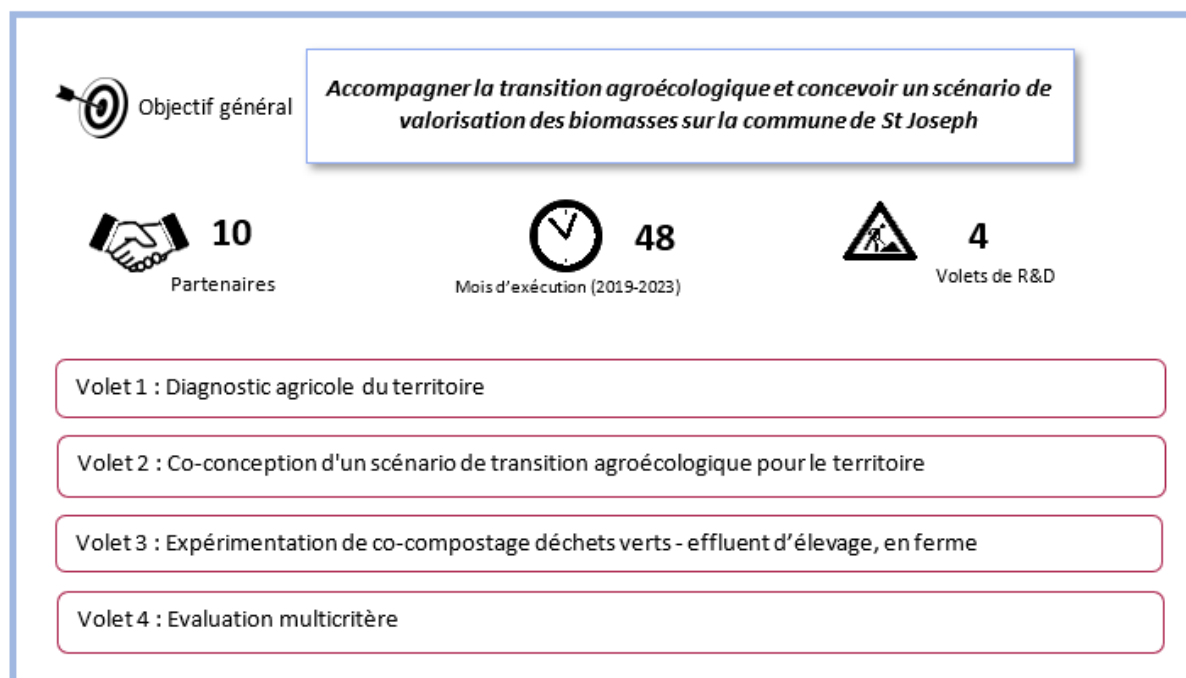 Objectif général
Accompagner la transition agroécologique et concevoir un scénario de
valorisation des biomasses sur la commune de St Joseph
10
Partenaires
48
Mois d'exécution (2019-2023)
4
Volets de R&D
Volet 1 : Diagnostic agricole du territoire
Volet 2 : Co-conception d'un scénario de transition agroécologique pour le territoire
Volet 3 : Expérimentation de co-compostage déchets verts - effluent d’élevage, en ferme
Volet 4 : Evaluation multicritère